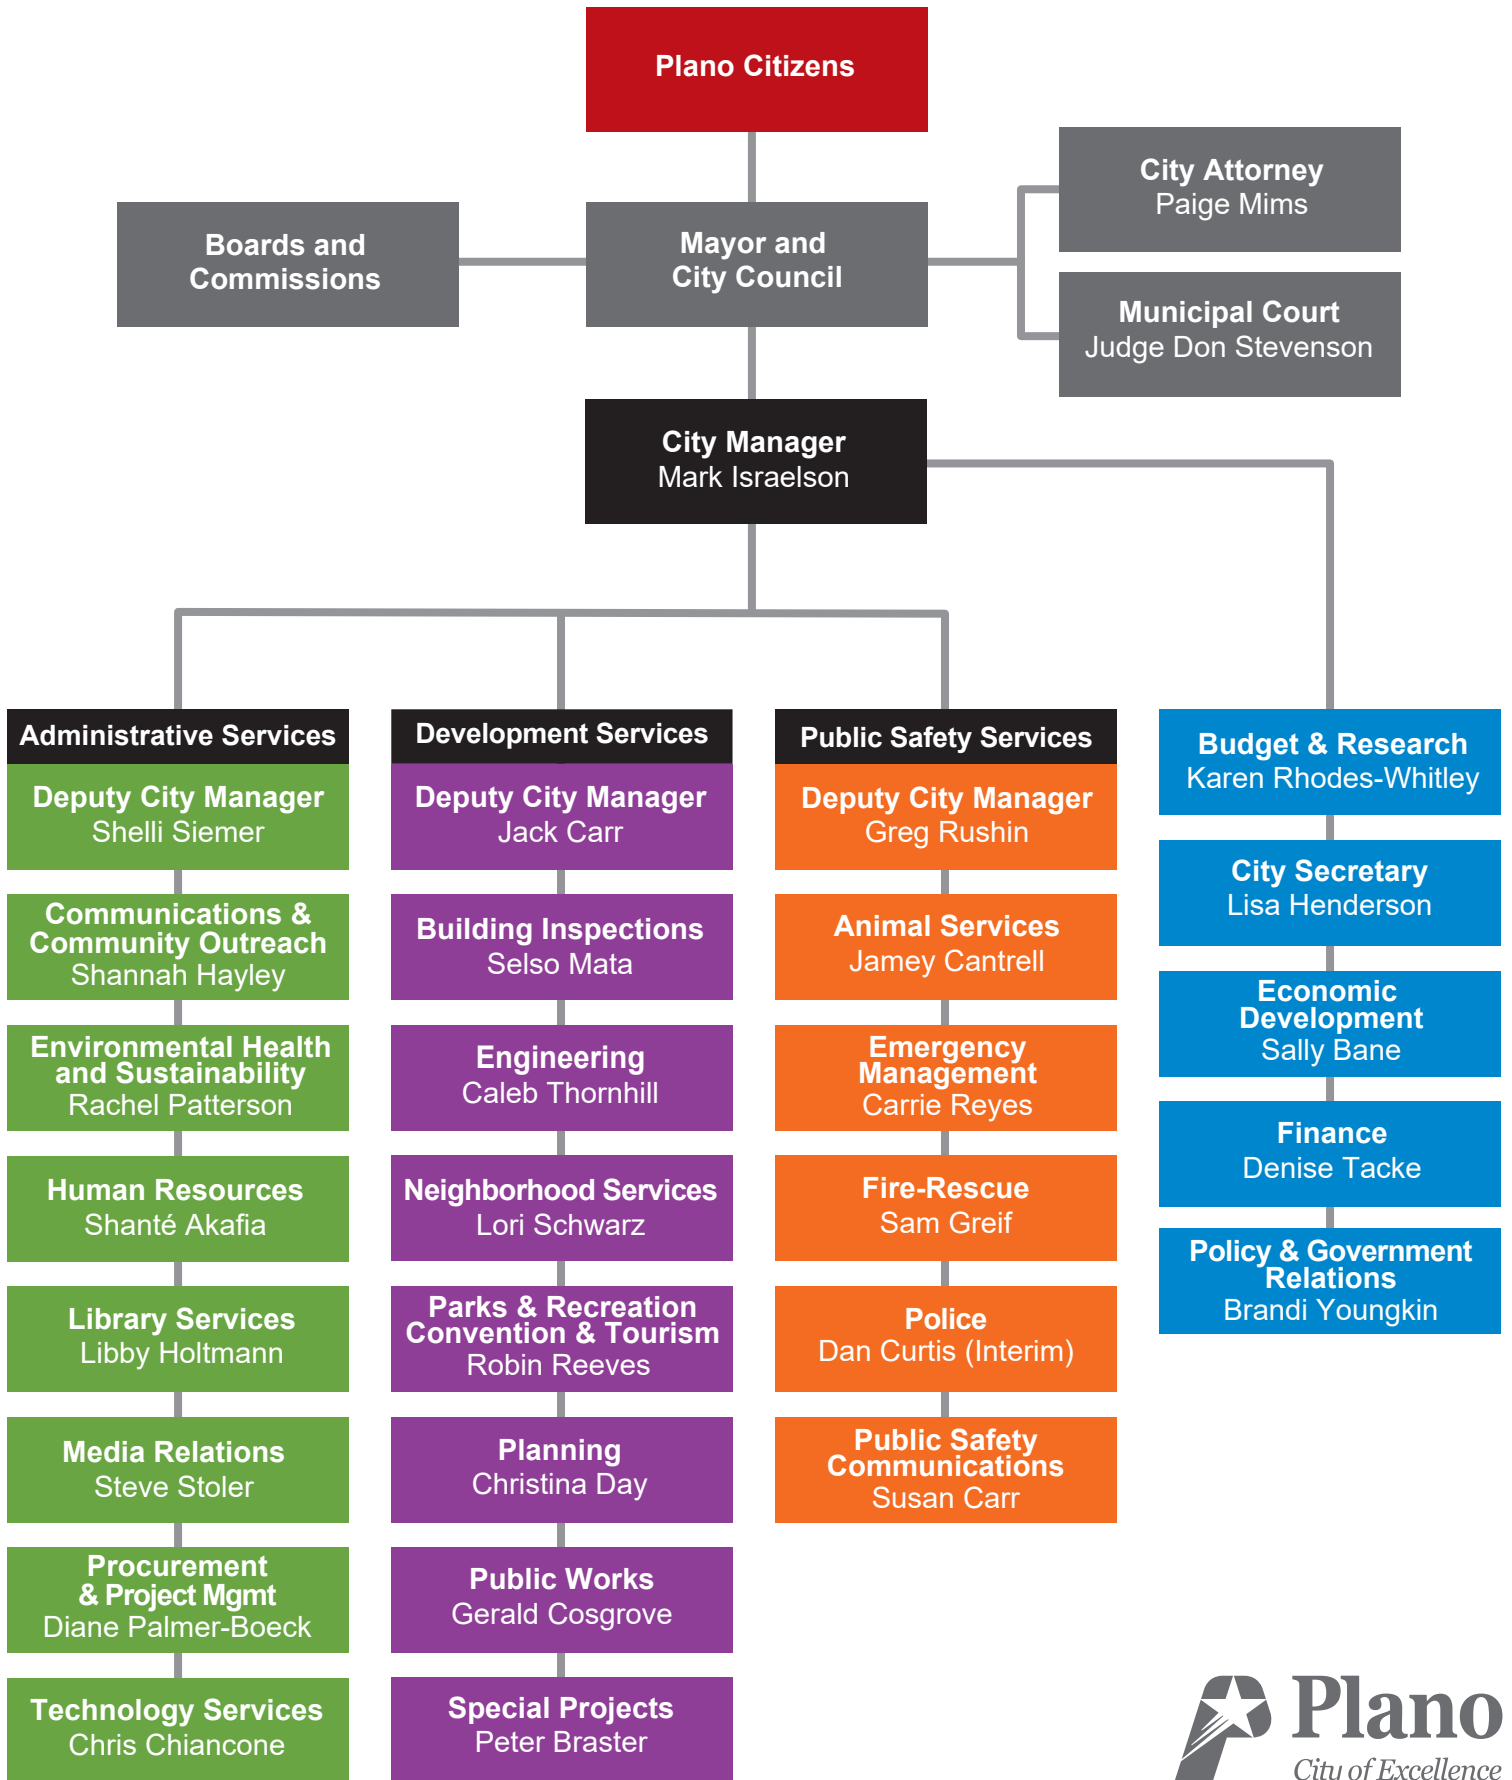 Plano Citizens
City Attorney
Paige Mims
Boards and
Commissions
Mayor and
City Council
Municipal Court
Judge Don Stevenson
City Manager
Mark Israelson
Administrative Services
Deputy City Manager
Shelli Siemer
Communications &
Community Outreach
Shannah Hayley
Environmental Health
and Sustainability
Rachel Patterson
Human Resources
Shanté Akafia
Library Services
Libby Holtmann
Media Relations
Steve Stoler
Procurement
& Project Mgmt
Diane Palmer-Boeck
Technology Services
Chris Chiancone
Development Services
Deputy City Manager
Jack Carr
Building Inspections
Selso Mata
Engineering
Caleb Thornhill
Neighborhood Services
Lori Schwarz
Parks & Recreation
Convention & Tourism
Robin Reeves
Planning
Christina Day
Public Works
Gerald Cosgrove
Special Projects
Peter Braster
Public Safety Services
Deputy City Manager
Greg Rushin
Animal Services
Jamey Cantrell
Emergency
Management
Carrie Reyes
Fire-Rescue
Sam Greif
Police
Dan Curtis (Interim)
Public Safety
Communications
Susan Carr
Budget & Research
Karen Rhodes-Whitley
City Secretary
Lisa Henderson
Economic
Development
Sally Bane
Finance
Denise Tacke
Policy & Government
Relations
Brandi Youngkin
Plano
City of Excellence